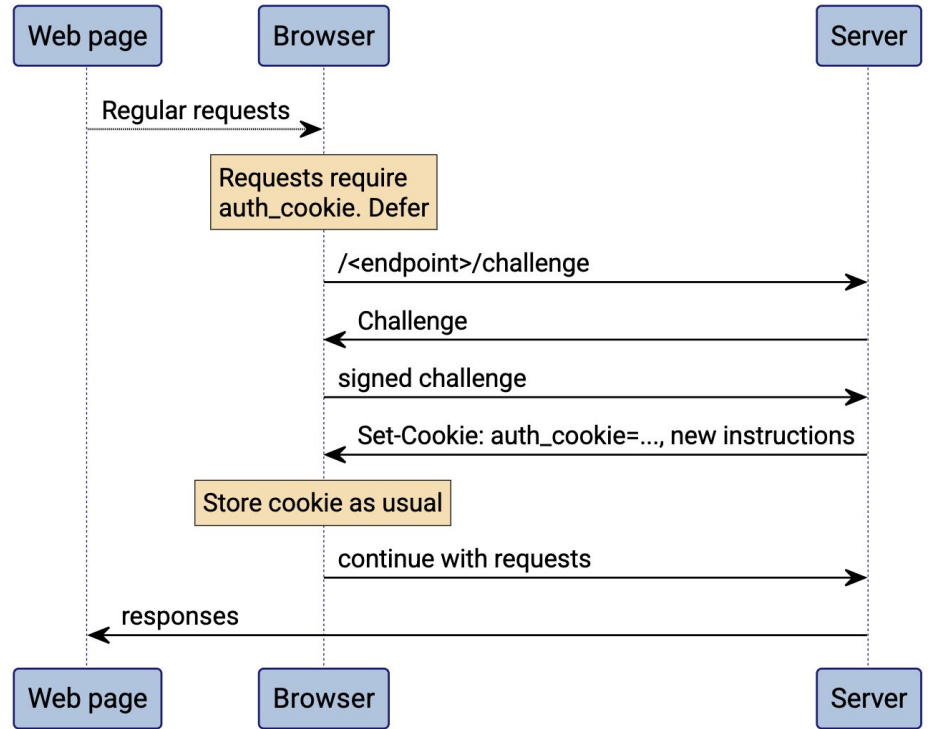 Web page
Browser
Server
Regular requests
Requests require
auth_cookie. Defer
/<endpoint>/challenge
Challenge
signed challenge
Set-Cookie: auth_cookie=..., new instructions
Store cookie as usual
continue with requests
responses
Web page
Browser
Server